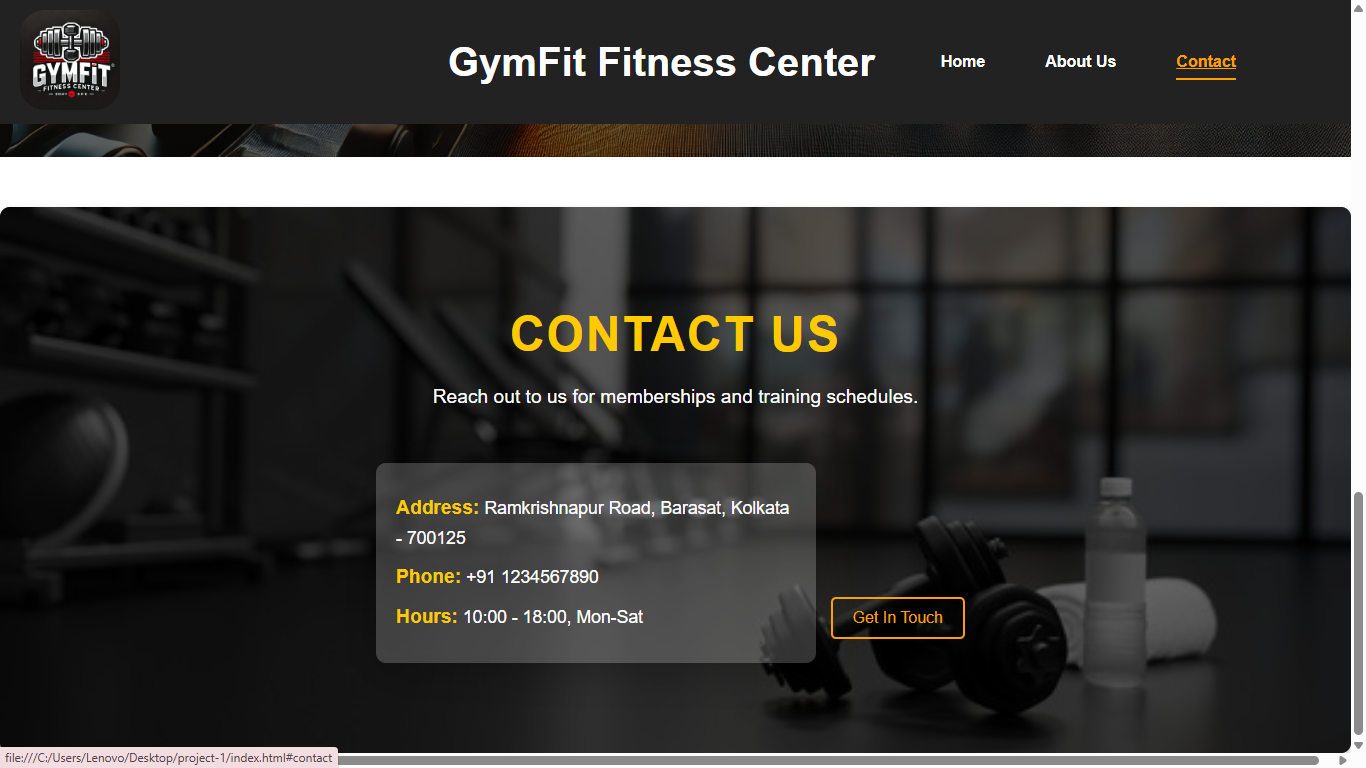 GYMFIT
FITNESS CENTER
GymFit Fitness Center
Home
About Us
Contact
CONTACT US
Reach out to us for memberships and training schedules.
Address: Ramkrishnapur Road, Barasat, Kolkata
- 700125
Phone: +91 1234567890
Hours: 10:00 - 18:00, Mon-Sat
Get In Touch
file:///C:/Users/Lenovo/Desktop/project-1/index.html#contact